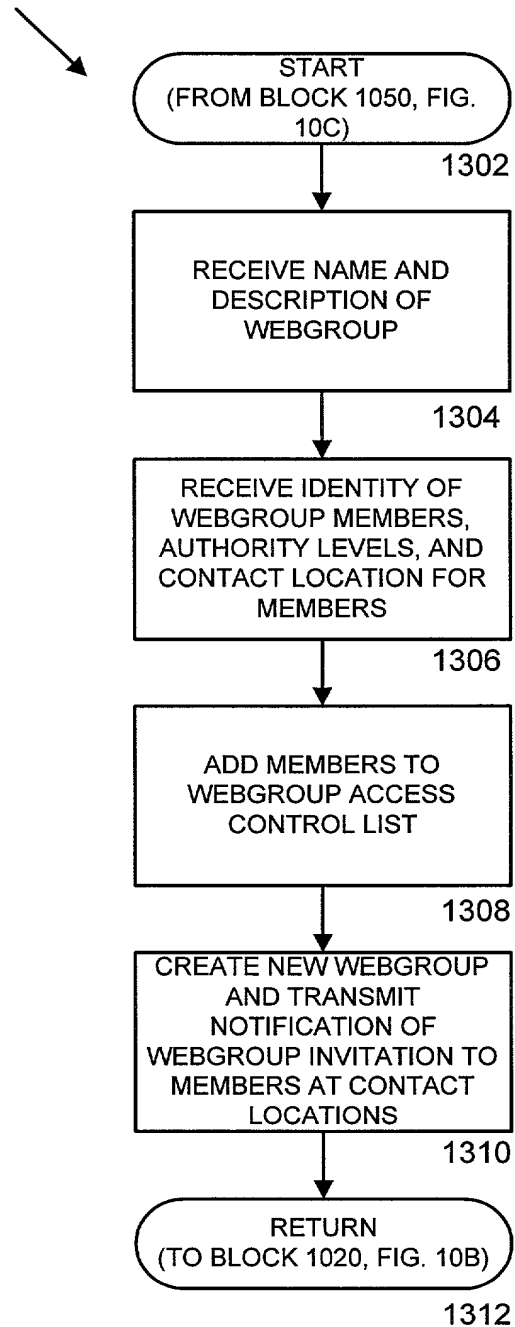 START
(FROM BLOCK 1050, FIG.
10C)
1302
RECEIVE NAME AND
DESCRIPTION OF
WEBGROUP
1304
RECEIVE IDENTITY OF
WEBGROUP MEMBERS,
AUTHORITY LEVELS, AND
CONTACT LOCATION FOR
MEMBERS
1306
ADD MEMBERS TO
WEBGROUP ACCESS
CONTROL LIST
1308
CREATE NEW WEBGROUP
AND TRANSMIT
NOTIFICATION OF
WEBGROUP INVITATION TO
MEMBERS AT CONTACT
LOCATIONS
1310
RETURN
(TO BLOCK 1020, FIG. 10B)
1312